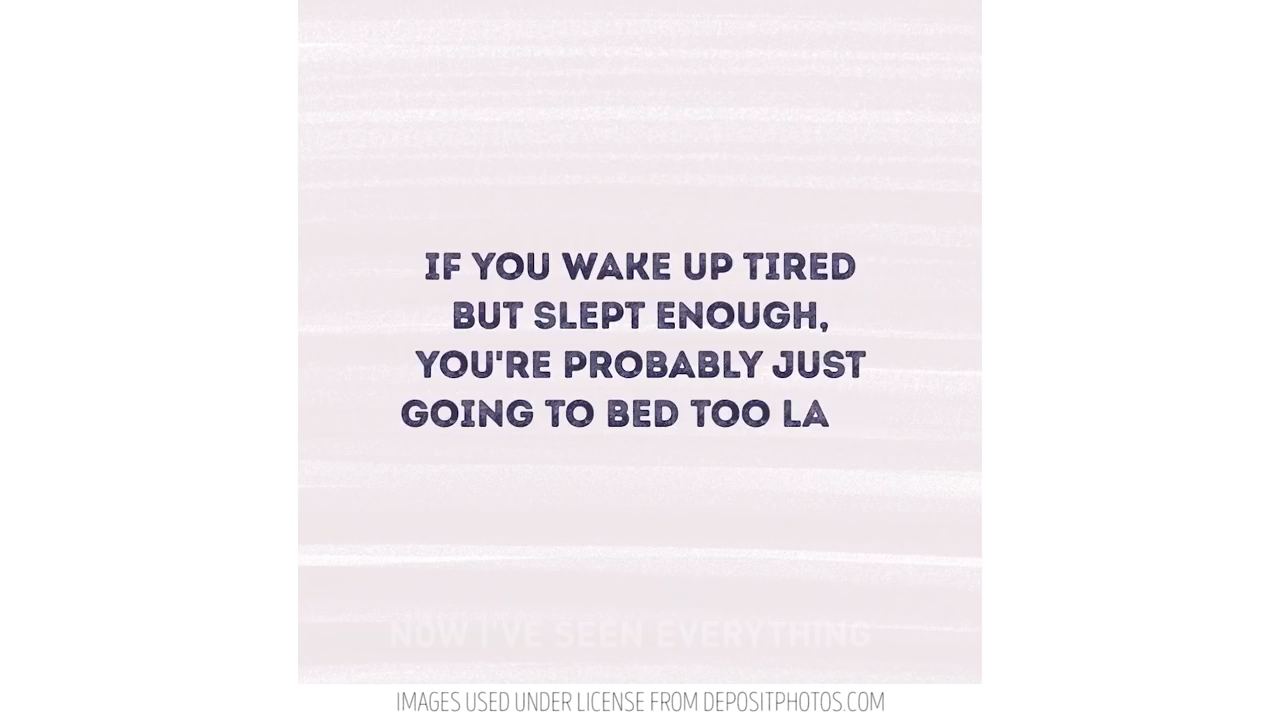 IF YOU WAKE UP TIRED
BUT SLEPT ENOUGH,
YOU'RE PROBABLY JUST
GOING TO BED TOO LA
NOW I'VE SEEN EVERYTHING
IMAGES USED UNDER LICENSE FROM DEPOSITPHOTOS.COM